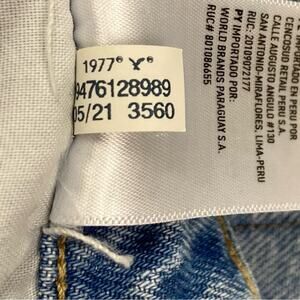 1977
9476128989
05/21 3560
IMPORTADO EN PERU POR
CENCOSUD RETAIL PERU S.A.
CALLE AUGUSTO ANGULO #130
SAN ANTONIO-MIRAFLORES, LIMA-PERU
RUC: 20109072177
PY IMPORTADO POR:
WORLD BRANDS PARAGUAY S.A.
RUC# 801086655